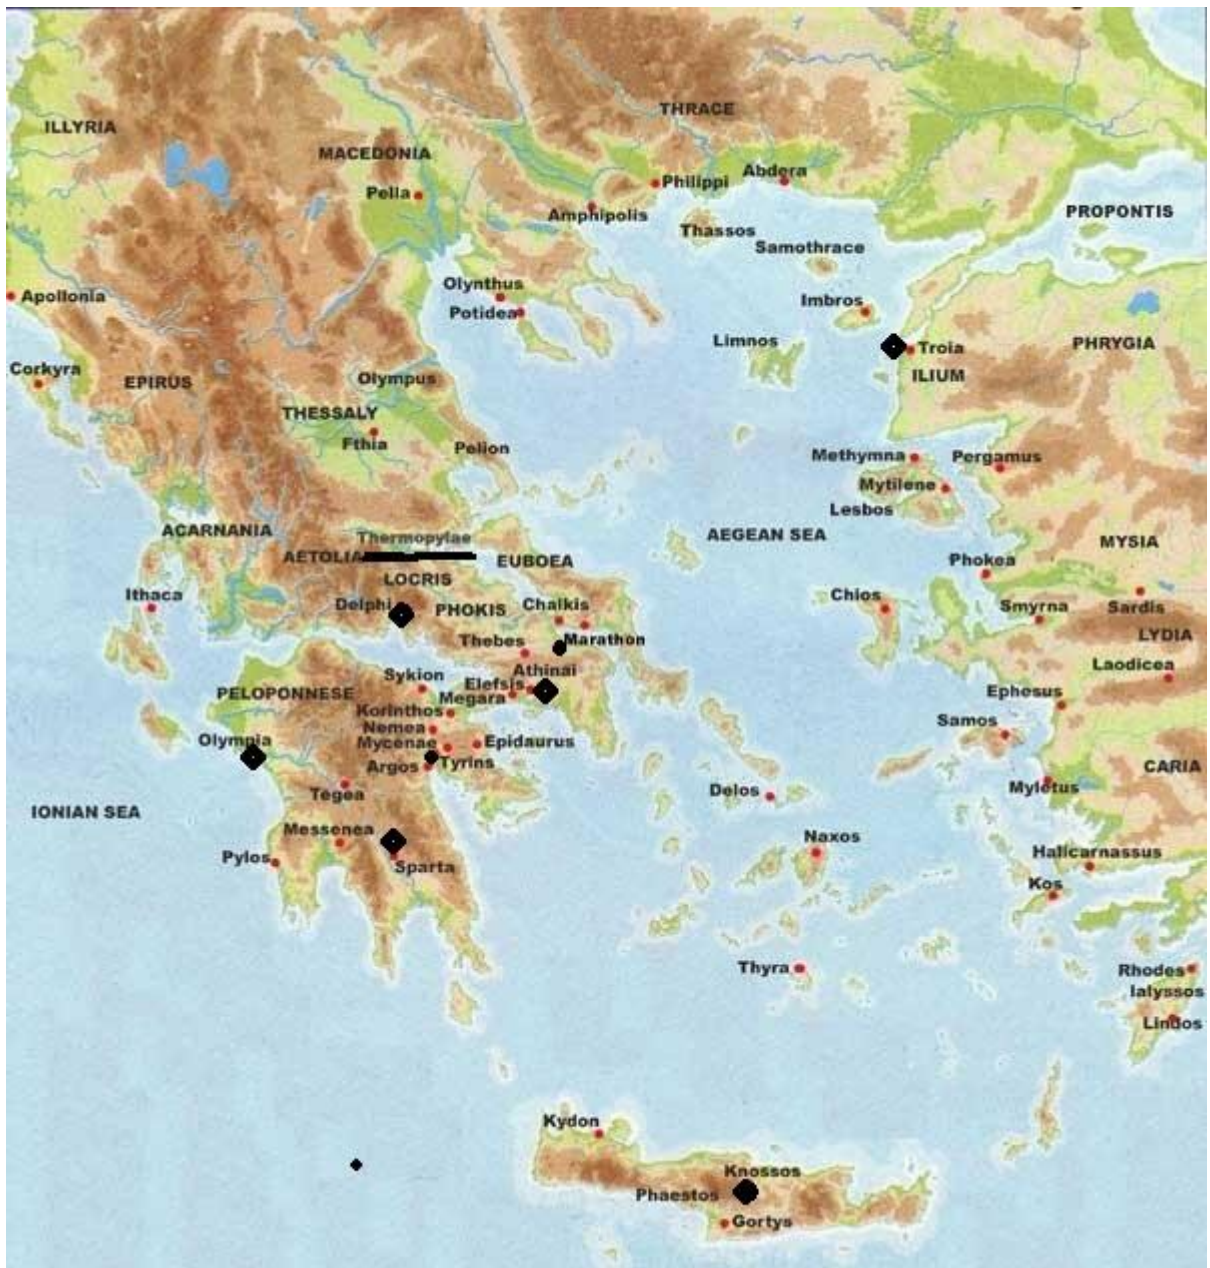 THRACE
ILLYRIA
MACEDONIA
Abdera
Philippi
Pella
Amphipolis
PROPONTIS
Thassos
Samothrace
Olynthus
Apollonia
Imbros
Potidea
Limnos
Troia
PHRYGIA
Corkyra
EPIRUS
Olympus
ILIUM
THESSALY
Fthia
Pelion
Methymna
Pergamus
Mytilene
Lesbos
ACARNANIA
Thermopylae
AEGEAN SEA
MYSIA
AETOLIA
EUBOEA
Phokea
LOCRIS
Ithaca
Delphi
PHOKIS
Chalkis
Chios
Smyrna
Sardis
Thebes
Marathon
LYDIA
Athinai
Laodicea
Sykion
Elefsis
PELOPONNESE
Megara
Ephesus
Korinthos
Samos
Nemea
Olympia
Mycenae
Epidaurus
Argos
Tyrins
CARIA
Tegea
Delos
Myletus
IONIAN SEA
Messenea
Naxos
Pylos
Sparta
Halicarnassus
Kos
Thyra
Rhodes
Ialyssos
Lindos
Kydon
Knossos
Phaestos
Gortys